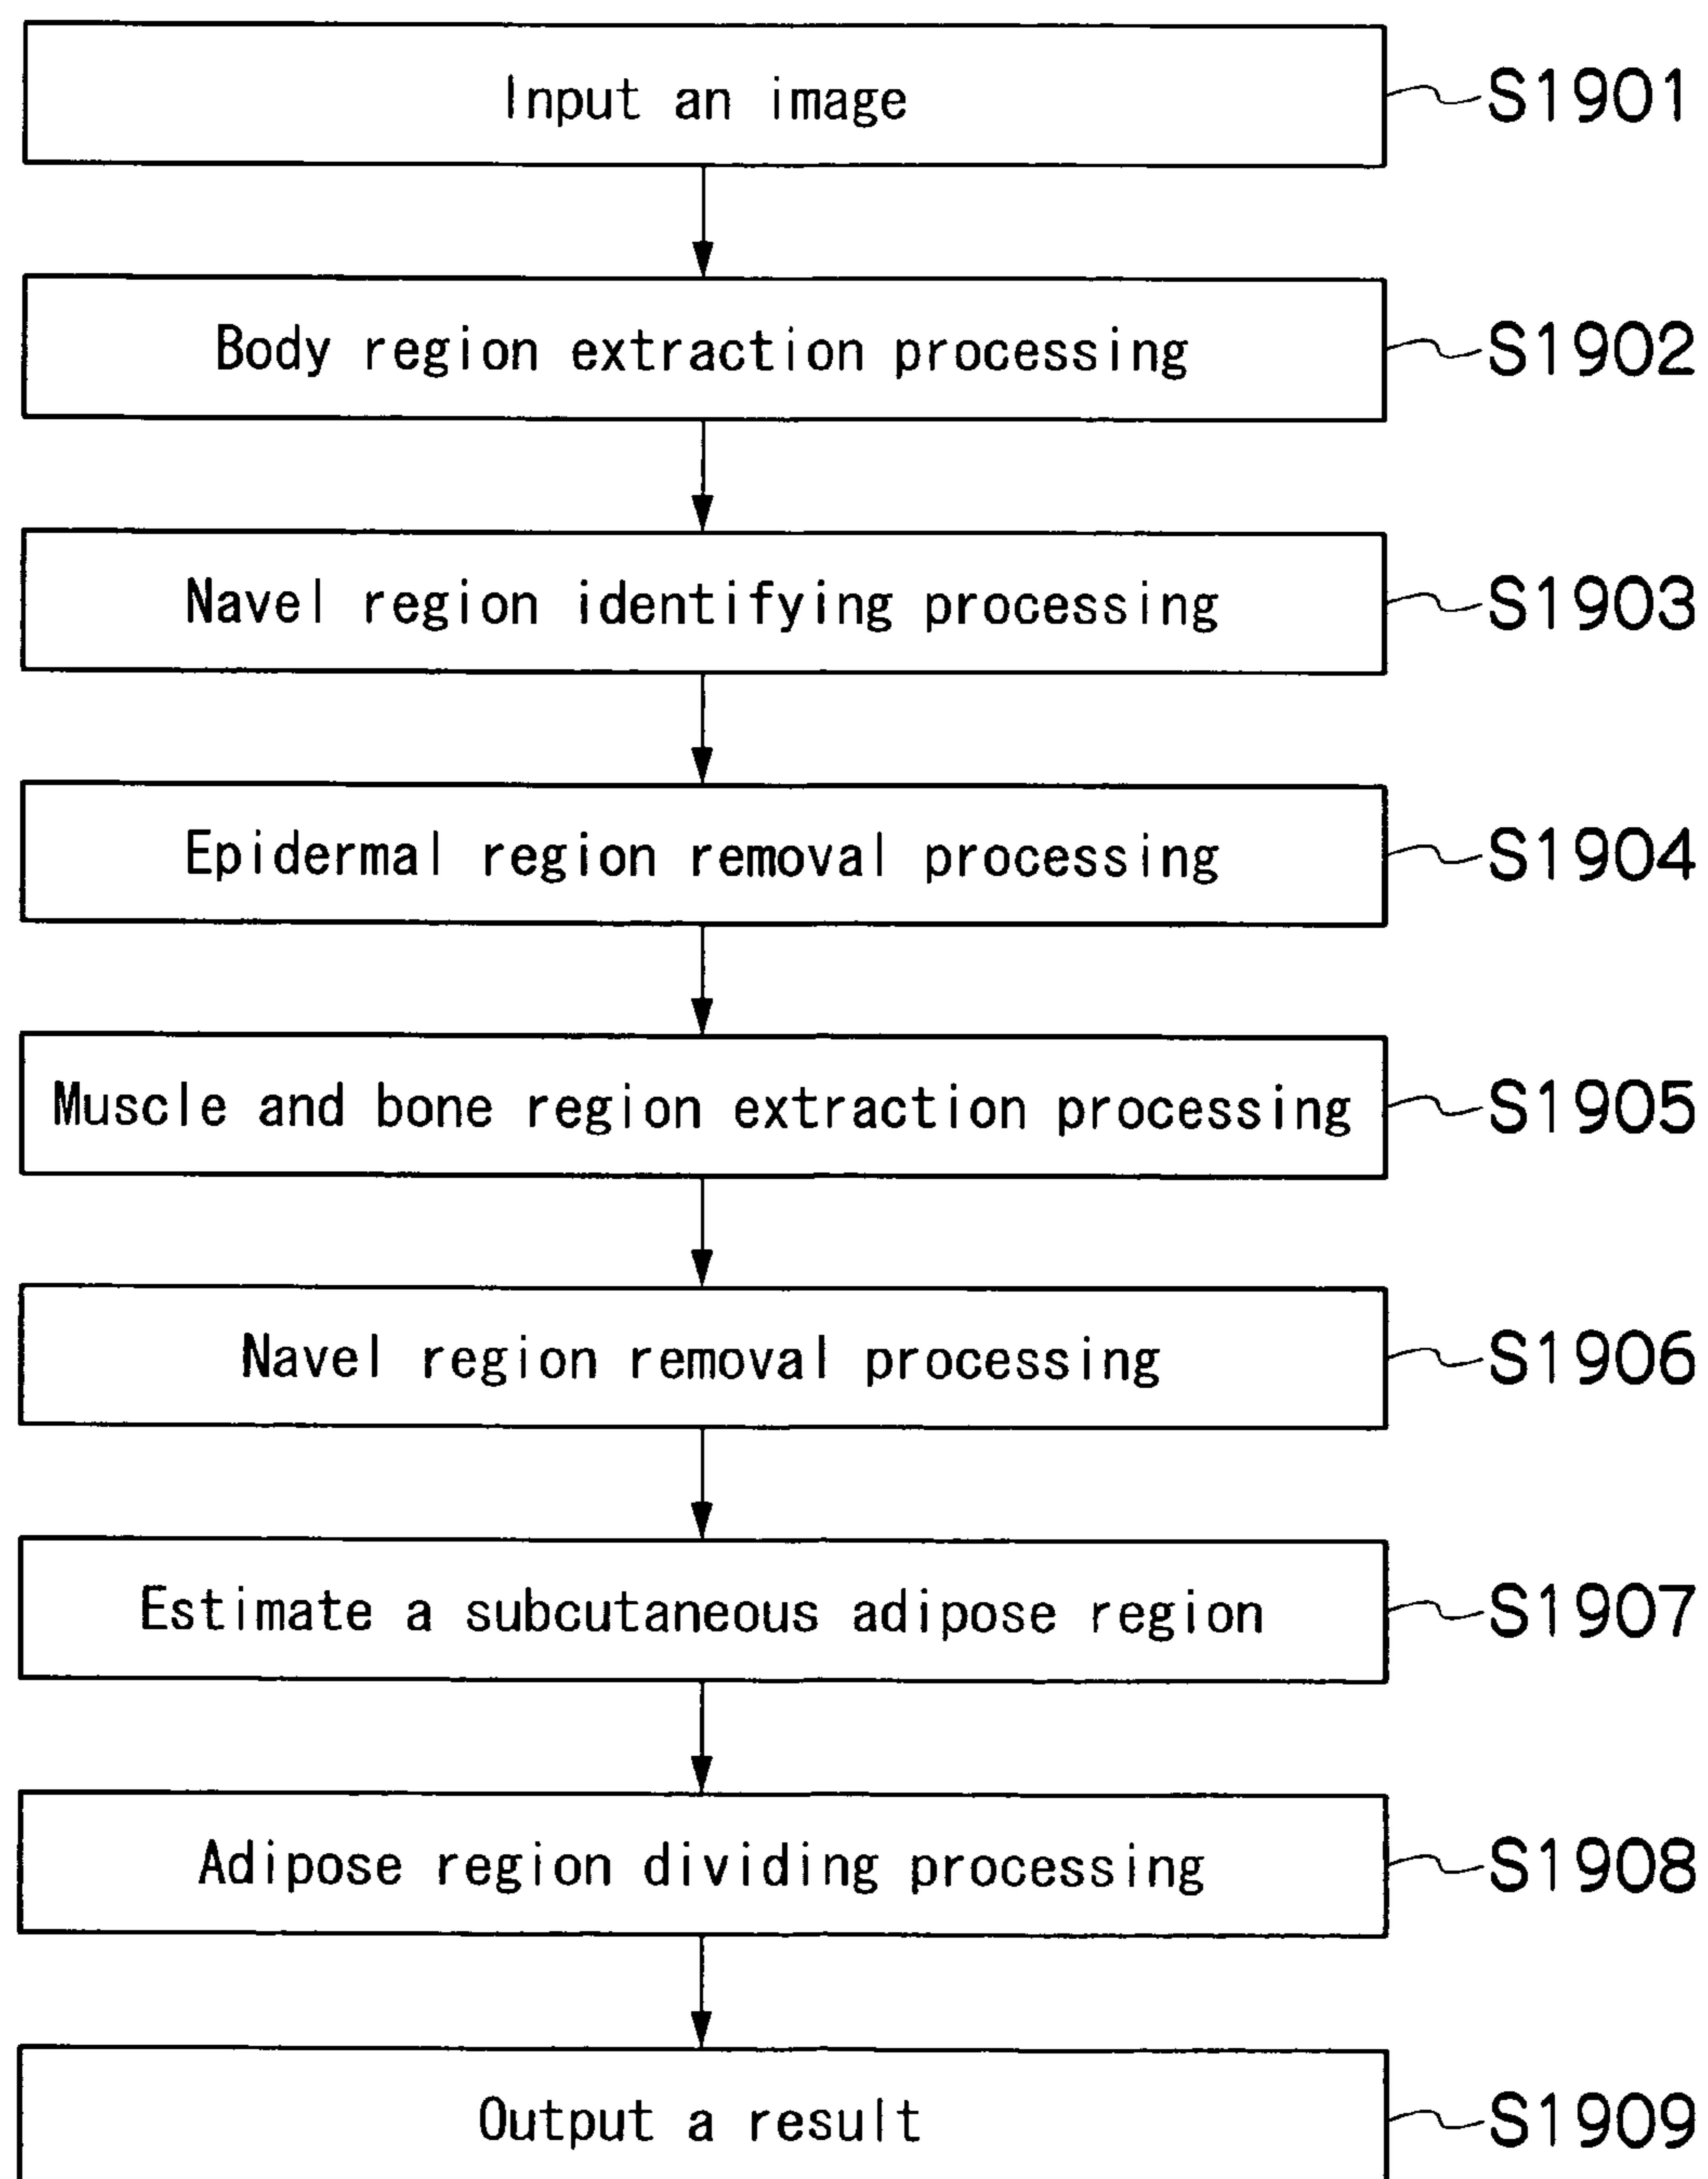 Input an image S1901
Body region extraction processing S1902
Navel region identifying processing S1903
Epidermal region removal processing S1904
Muscle and bone region extraction processing S1905
Navel region removal processing S1906
Estimate a subcutaneous adipose region S1907
Adipose region dividing processing S1908
Output a result S1909